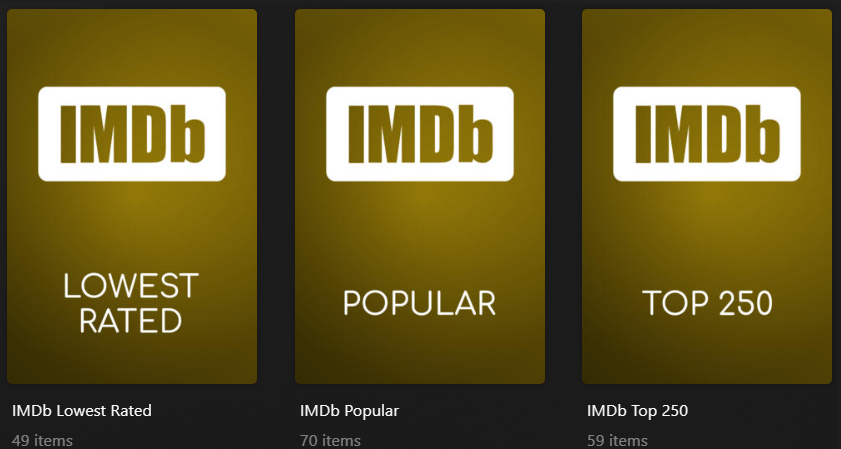 IMDb
LOWEST
RATED
IMDb Lowest Rated
49 items
IMDb
POPULAR
IMDb Popular
70 items
IMDb
TOP 250
IMDb Top 250
59 items